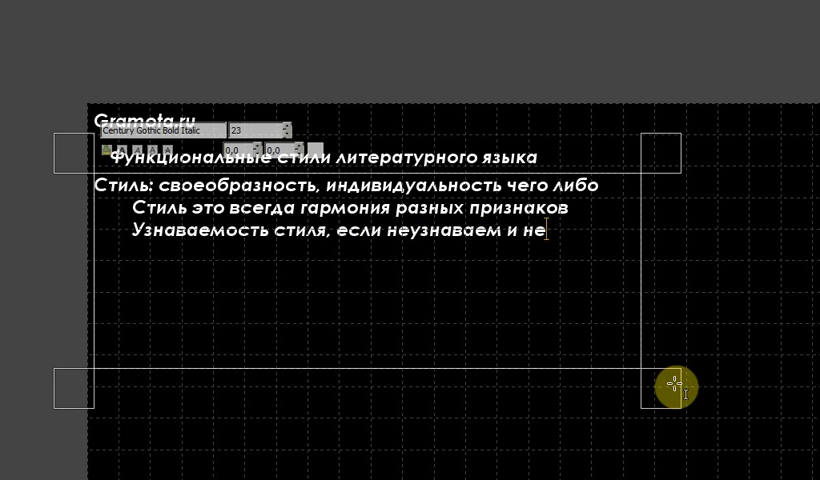 Gramota.ru
Century Gothic Bold Italic 23
0,0 0,0
Функциональные стили литературного языка
Стиль: своеобразность, индивидуальность чего либо
Стиль это всегда гармония разных признаков
Узнаваемость стиля, если неузнаваем и не